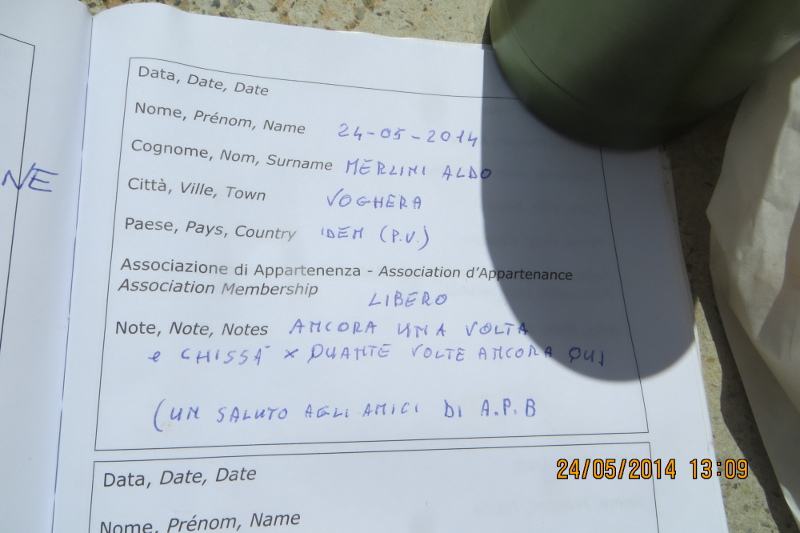 NE
Data, Date, Date
Nome, Prénom, Name 24-05-2014
Cognome, Nom, Surname MERLINI ALDO
Città, Ville, Town VOGHERA
Paese, Pays, Country IDEM (P.V.)
Associazione di Appartenenza - Association d'Appartenance
Association Membership LIBERO
Note, Note, Notes ANCORA UNA VOLTA
e CHISSÀ x QUANTE VOLTE ANCORA QUI
(UN SALUTO AGLI AMICI DI A.P.B
Data, Date, Date
Nome, Prénom, Name
24/05/2014 13:09